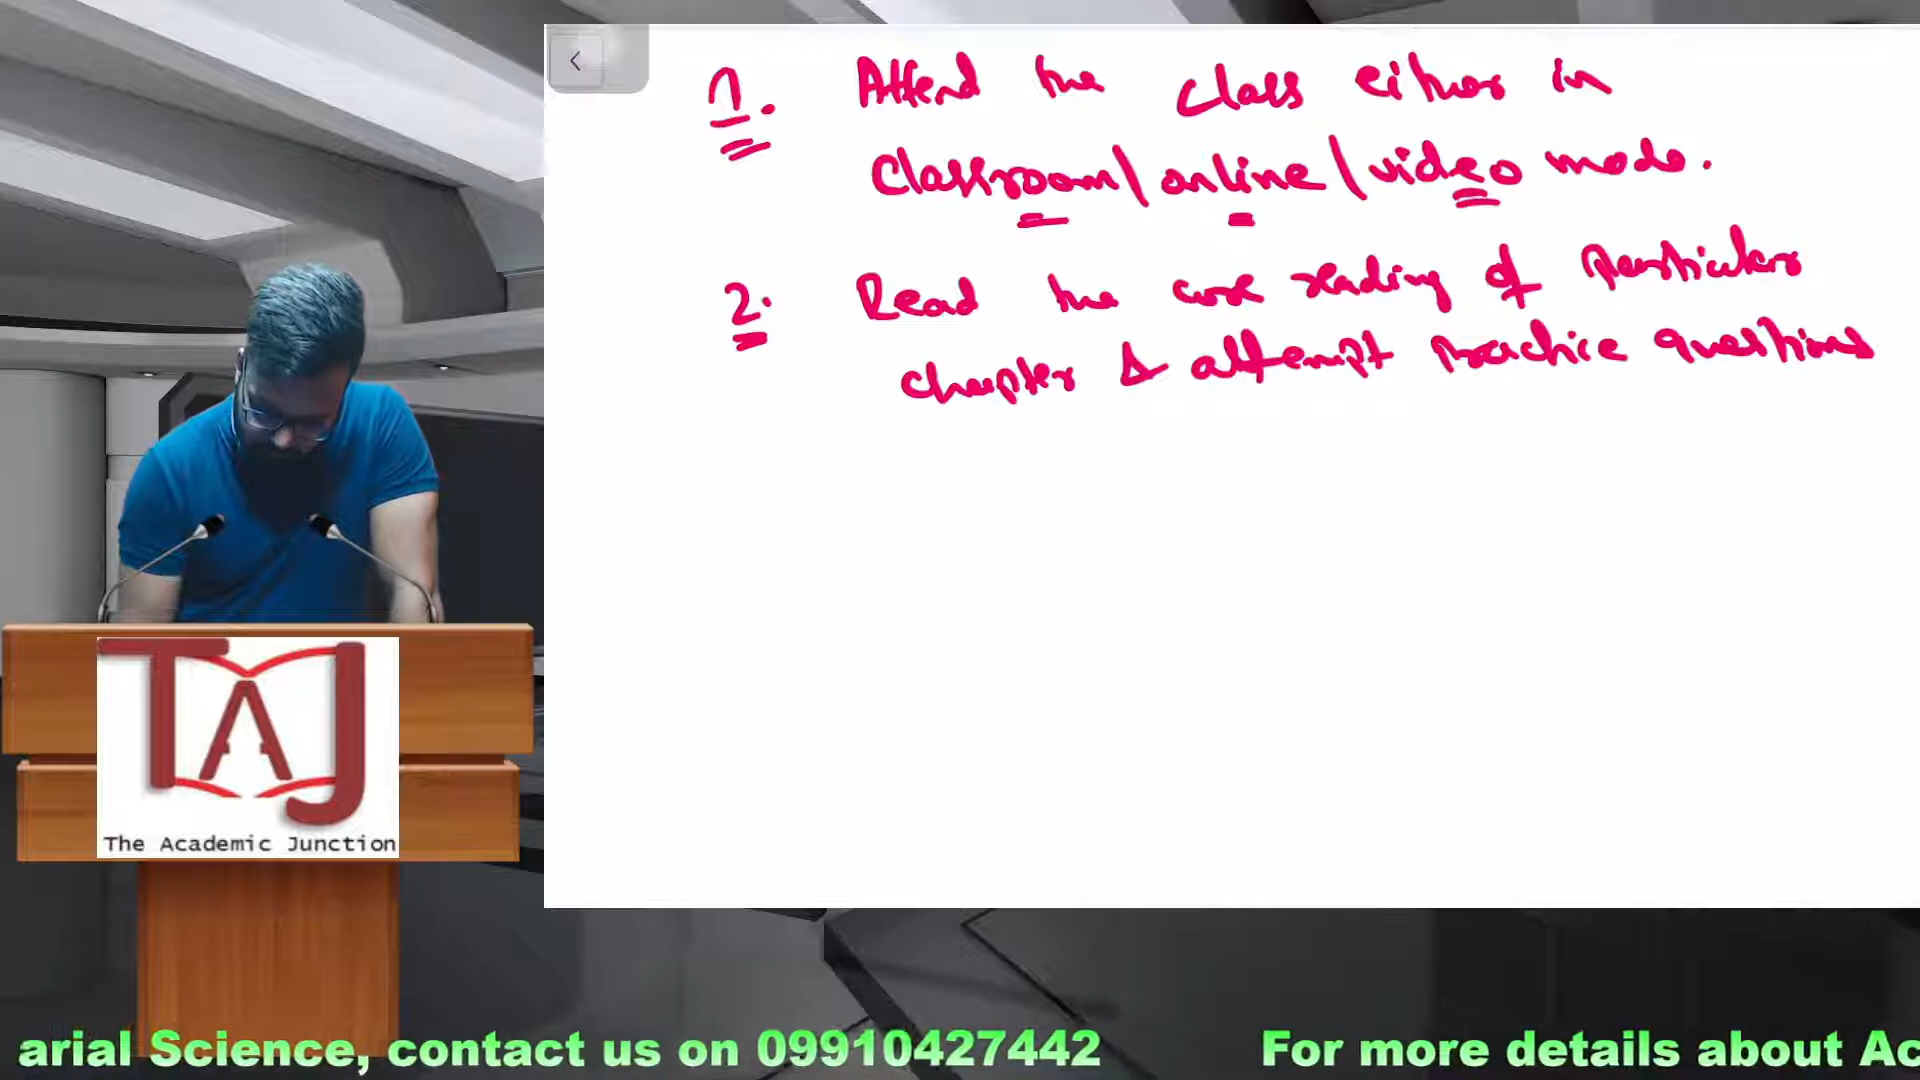 1. Attend the class either in
classroom/online/video mode.
2. Read the core reading of particular
chapter & attempt practice questions
TAJ
The Academic Junction
arial Science, contact us on 09910427442 For more details about Ac